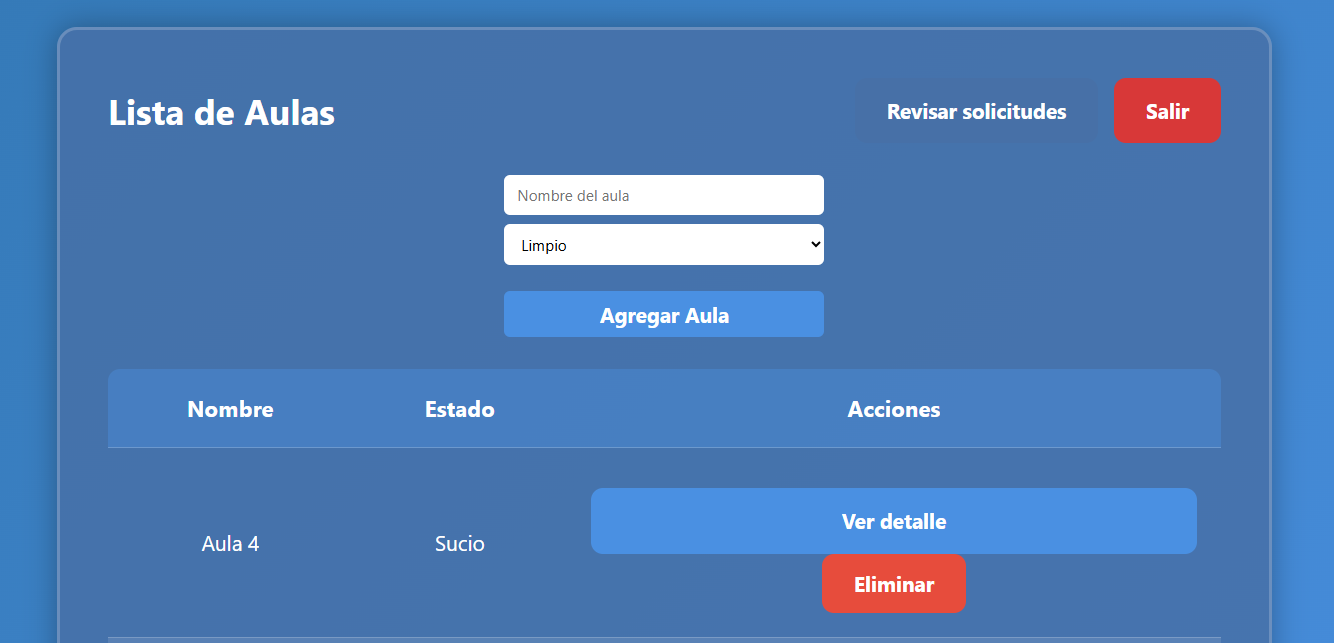 Lista de Aulas
Revisar solicitudes
Salir
Nombre del aula
Limpio
Agregar Aula
Nombre Estado Acciones
Aula 4 Sucio Ver detalle
Eliminar